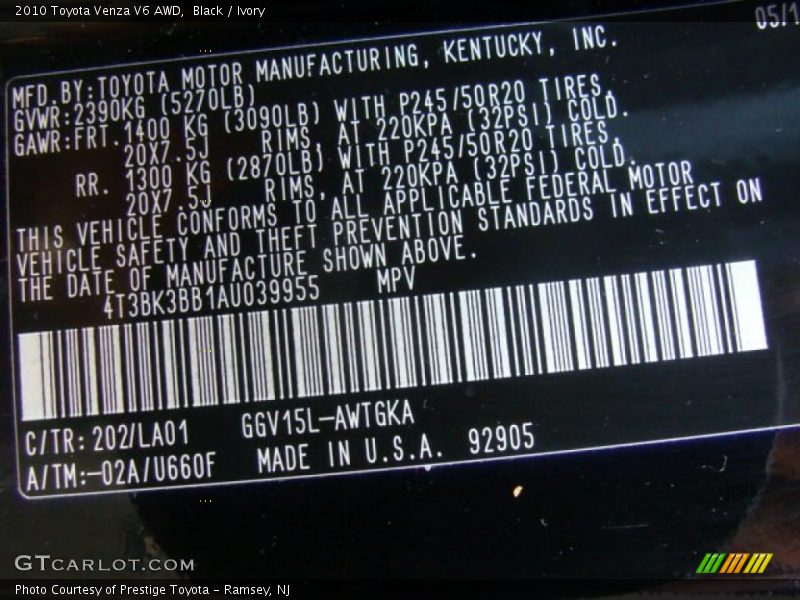 2010 Toyota Venza V6 AWD, Black / Ivory
05/1
MFD.BY:TOYOTA MOTOR MANUFACTURING, KENTUCKY, INC.
GVWR:2390KG (5270LB)
GAWR:FRT. 1400 KG (3090LB) WITH P245/50R20 TIRES,
20X7.5J RIMS, AT 220KPA (32PSI) COLD.
RR. 1300 KG (2870LB) WITH P245/50R20 TIRES,
20X7.5J RIMS, AT 220KPA (32PSI) COLD.
THIS VEHICLE CONFORMS TO ALL APPLICABLE FEDERAL MOTOR
VEHICLE SAFETY AND THEFT PREVENTION STANDARDS IN EFFECT ON
THE DATE OF MANUFACTURE SHOWN ABOVE.
4T3BK3BB1AU039955 MPV
C/TR: 202/LA01 GGV15L-AWTGKA
A/TM:-02A/U660F MADE IN U.S.A. 92905
GTCARLOT.COM
Photo Courtesy of Prestige Toyota - Ramsey, NJ